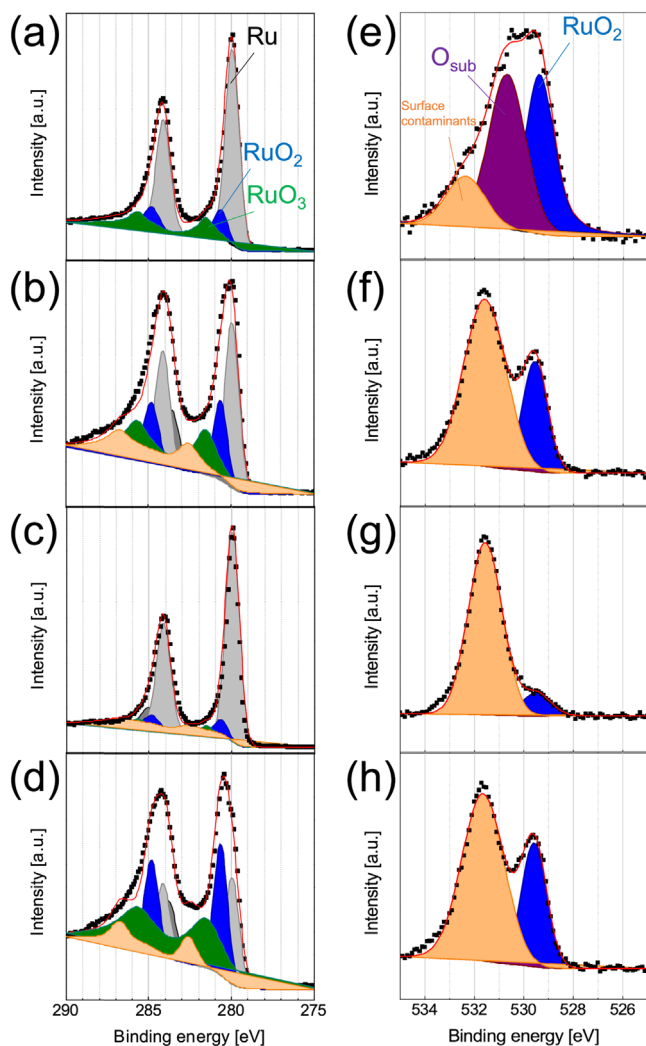 (a)
Ru
RuO2
RuO3
Intensity [a.u.]
(e)
RuO2
Osub
Surface
contaminants
Intensity [a.u.]
(b)
Intensity [a.u.]
(f)
Intensity [a.u.]
(c)
Intensity [a.u.]
(g)
Intensity [a.u.]
(d)
Intensity [a.u.]
290 285 280 275
Binding energy [eV]
(h)
Intensity [a.u.]
534 532 530 528 526
Binding energy [eV]